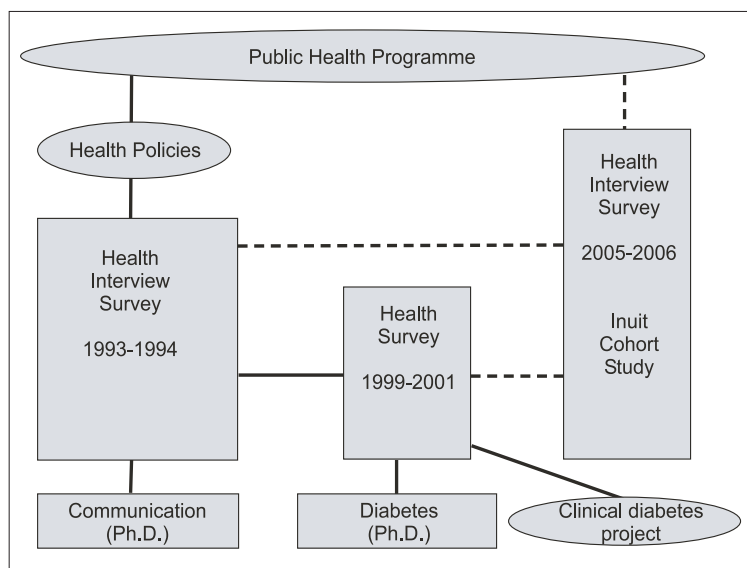 Public Health Programme
Health Policies
Health
Interview
Survey
1993-1994
Health
Survey
1999-2001
Health
Interview
Survey
2005-2006
Inuit
Cohort
Study
Communication
(Ph.D.)
Diabetes
(Ph.D.)
Clinical diabetes
project